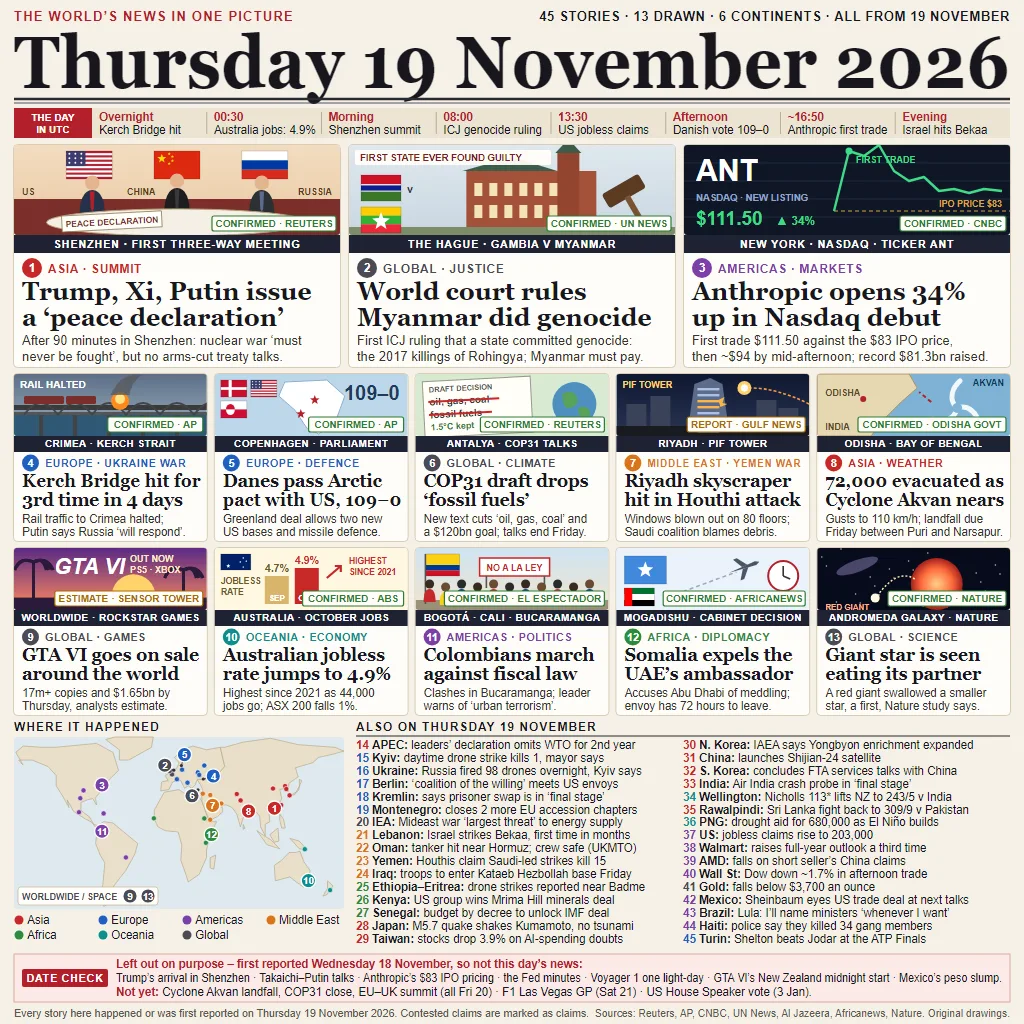 THE WORLD'S NEWS IN ONE PICTURE
45 STORIES · 13 DRAWN · 6 CONTINENTS · ALL FROM 19 NOVEMBER
Thursday 19 November 2026
THE DAY
IN UTC
Overnight
Kerch Bridge hit
00:30
Australia jobs: 4.9%
Morning
Shenzhen summit
08:00
ICJ genocide ruling
13:30
US jobless claims
Afternoon
Danish vote 109–0
~16:50
Anthropic first trade
Evening
Israel hits Bekaa
US
CHINA
RUSSIA
PEACE DECLARATION
CONFIRMED · REUTERS
SHENZHEN · FIRST THREE-WAY MEETING
1 ASIA · SUMMIT
Trump, Xi, Putin issue
a ‘peace declaration’
After 90 minutes in Shenzhen: nuclear war ‘must
never be fought’, but no arms-cut treaty talks.
FIRST STATE EVER FOUND GUILTY
v
CONFIRMED · UN NEWS
THE HAGUE · GAMBIA V MYANMAR
2 GLOBAL · JUSTICE
World court rules
Myanmar did genocide
First ICJ ruling that a state committed genocide:
the 2017 killings of Rohingya; Myanmar must pay.
ANT
FIRST TRADE
NASDAQ · NEW LISTING
IPO PRICE $83
$111.50 ▲ 34%
CONFIRMED · CNBC
NEW YORK · NASDAQ · TICKER ANT
3 AMERICAS · MARKETS
Anthropic opens 34%
up in Nasdaq debut
First trade $111.50 against the $83 IPO price,
then ~$94 by mid-afternoon; record $81.3bn raised.
RAIL HALTED
CONFIRMED · AP
CRIMEA · KERCH STRAIT
4 EUROPE · UKRAINE WAR
Kerch Bridge hit for
3rd time in 4 days
Rail traffic to Crimea halted;
Putin says Russia ‘will respond’.
109–0
CONFIRMED · AP
COPENHAGEN · PARLIAMENT
5 EUROPE · DEFENCE
Danes pass Arctic
pact with US, 109–0
Greenland deal allows two new
US bases and missile defence.
DRAFT DECISION
oil, gas, coal
fossil fuels
1.5°C kept
CONFIRMED · REUTERS
ANTALYA · COP31 TALKS
6 GLOBAL · CLIMATE
COP31 draft drops
‘fossil fuels’
New text cuts ‘oil, gas, coal’ and
a $120bn goal; talks end Friday.
PIF TOWER
REPORT · GULF NEWS
RIYADH · PIF TOWER
7 MIDDLE EAST · YEMEN WAR
Riyadh skyscraper
hit in Houthi attack
Windows blown out on 80 floors;
Saudi coalition blames debris.
AKVAN
ODISHA
INDIA
CONFIRMED · ODISHA GOVT
ODISHA · BAY OF BENGAL
8 ASIA · WEATHER
72,000 evacuated as
Cyclone Akvan nears
Gusts to 110 km/h; landfall due
Friday between Puri and Narsapur.
GTA VI
OUT NOW
PS5 · XBOX
ESTIMATE · SENSOR TOWER
WORLDWIDE · ROCKSTAR GAMES
9 GLOBAL · GAMES
GTA VI goes on sale
around the world
17m+ copies and $1.65bn by
Thursday, analysts estimate.
JOBLESS
RATE
4.7%
4.9%
HIGHEST
SINCE 2021
SEP
CONFIRMED · ABS
AUSTRALIA · OCTOBER JOBS
10 OCEANIA · ECONOMY
Australian jobless
rate jumps to 4.9%
Highest since 2021 as 44,000
jobs go; ASX 200 falls 1%.
NO A LA LEY
CONFIRMED · EL ESPECTADOR
BOGOTÁ · CALI · BUCARAMANGA
11 AMERICAS · POLITICS
Colombians march
against fiscal law
Clashes in Bucaramanga; leader
warns of ‘urban terrorism’.
CONFIRMED · AFRICANEWS
MOGADISHU · CABINET DECISION
12 AFRICA · DIPLOMACY
Somalia expels the
UAE’s ambassador
Accuses Abu Dhabi of meddling;
envoy has 72 hours to leave.
RED GIANT
CONFIRMED · NATURE
ANDROMEDA GALAXY · NATURE
13 GLOBAL · SCIENCE
Giant star is seen
eating its partner
A red giant swallowed a smaller
star, a first, Nature study says.
WHERE IT HAPPENED
5
2
4
3
6
7
8
1
11
12
10
WORLDWIDE / SPACE 9 13
Asia
Europe
Americas
Middle East
Africa
Oceania
Global
ALSO ON THURSDAY 19 NOVEMBER
14 APEC: leaders’ declaration omits WTO for 2nd year
15 Kyiv: daytime drone strike kills 1, mayor says
16 Ukraine: Russia fired 98 drones overnight, Kyiv says
17 Berlin: ‘coalition of the willing’ meets US envoys
18 Kremlin: says prisoner swap is in ‘final stage’
19 Montenegro: closes 2 more EU accession chapters
20 IEA: Mideast war ‘largest threat’ to energy supply
21 Lebanon: Israel strikes Bekaa, first time in months
22 Oman: tanker hit near Hormuz; crew safe (UKMTO)
23 Yemen: Houthis claim Saudi-led strikes kill 15
24 Iraq: troops to enter Kataeb Hezbollah base Friday
25 Ethiopia–Eritrea: drone strikes reported near Badme
26 Kenya: US group wins Mrima Hill minerals deal
27 Senegal: budget by decree to unlock IMF deal
28 Japan: M5.7 quake shakes Kumamoto, no tsunami
29 Taiwan: stocks drop 3.9% on AI-spending doubts
30 N. Korea: IAEA says Yongbyon enrichment expanded
31 China: launches Shijian-24 satellite
32 S. Korea: concludes FTA services talks with China
33 India: Air India crash probe in ‘final stage’
34 Wellington: Nicholls 113* lifts NZ to 243/5 v India
35 Rawalpindi: Sri Lanka fight back to 309/9 v Pakistan
36 PNG: drought aid for 680,000 as El Niño builds
37 US: jobless claims rise to 203,000
38 Walmart: raises full-year outlook a third time
39 AMD: falls on short seller’s China claims
40 Wall St: Dow down ~1.7% in afternoon trade
41 Gold: falls below $3,700 an ounce
42 Mexico: Sheinbaum eyes US trade deal at next talks
43 Brazil: Lula: I’ll name ministers ‘whenever I want’
44 Haiti: police say they killed 34 gang members
45 Turin: Shelton beats Jodar at the ATP Finals
DATE CHECK
Left out on purpose – first reported Wednesday 18 November, so not this day's news:
Trump’s arrival in Shenzhen · Takaichi–Putin talks · Anthropic’s $83 IPO pricing · the Fed minutes · Voyager 1 one light-day · GTA VI’s New Zealand midnight start · Mexico’s peso slump.
Not yet: Cyclone Akvan landfall, COP31 close, EU–UK summit (all Fri 20) · F1 Las Vegas GP (Sat 21) · US House Speaker vote (3 Jan).
Every story here happened or was first reported on Thursday 19 November 2026. Contested claims are marked as claims. Sources: Reuters, AP, CNBC, UN News, Al Jazeera, Africanews, Nature. Original drawings.